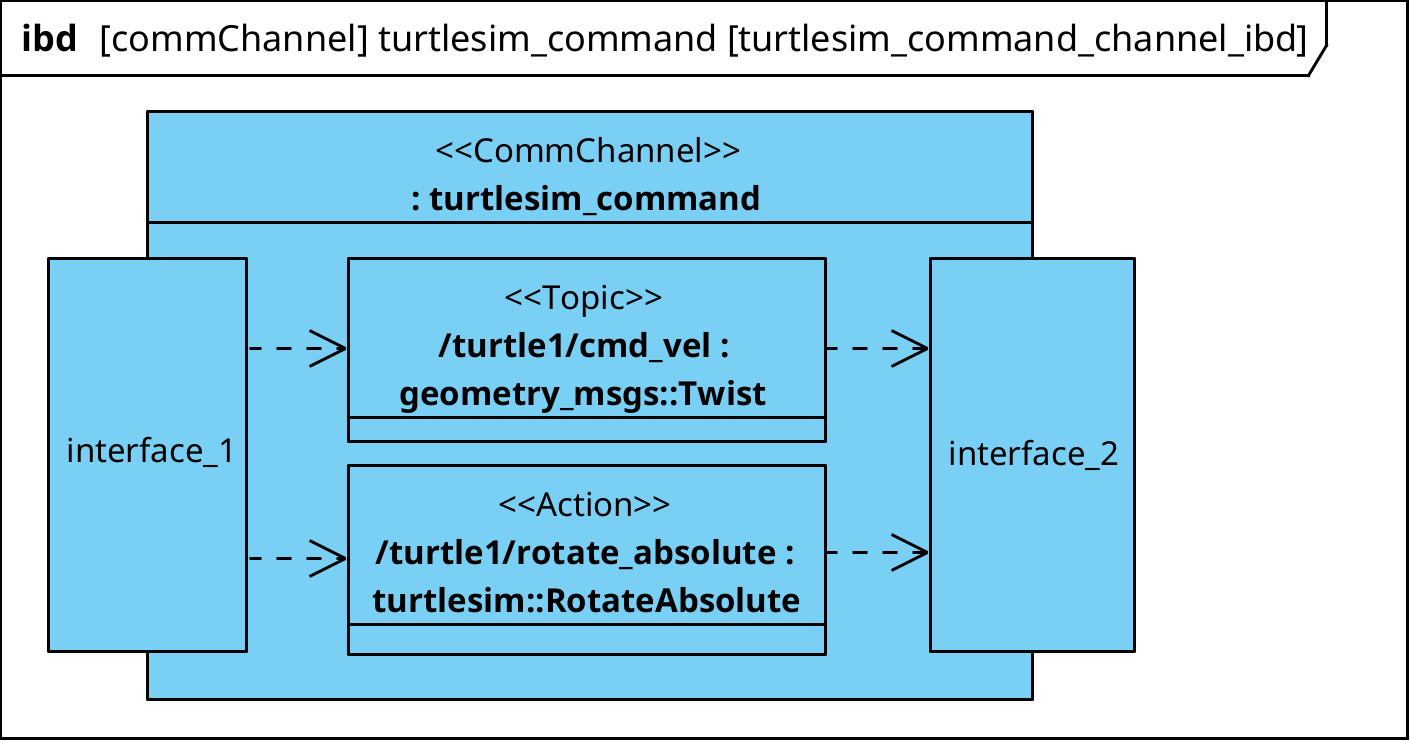 ibd [commChannel] turtlesim_command [turtlesim_command_channel_ibd]
<<CommChannel>>
: turtlesim_command
interface_1
<<Topic>>
/turtle1/cmd_vel :
geometry_msgs::Twist
<<Action>>
/turtle1/rotate_absolute :
turtlesim::RotateAbsolute
interface_2